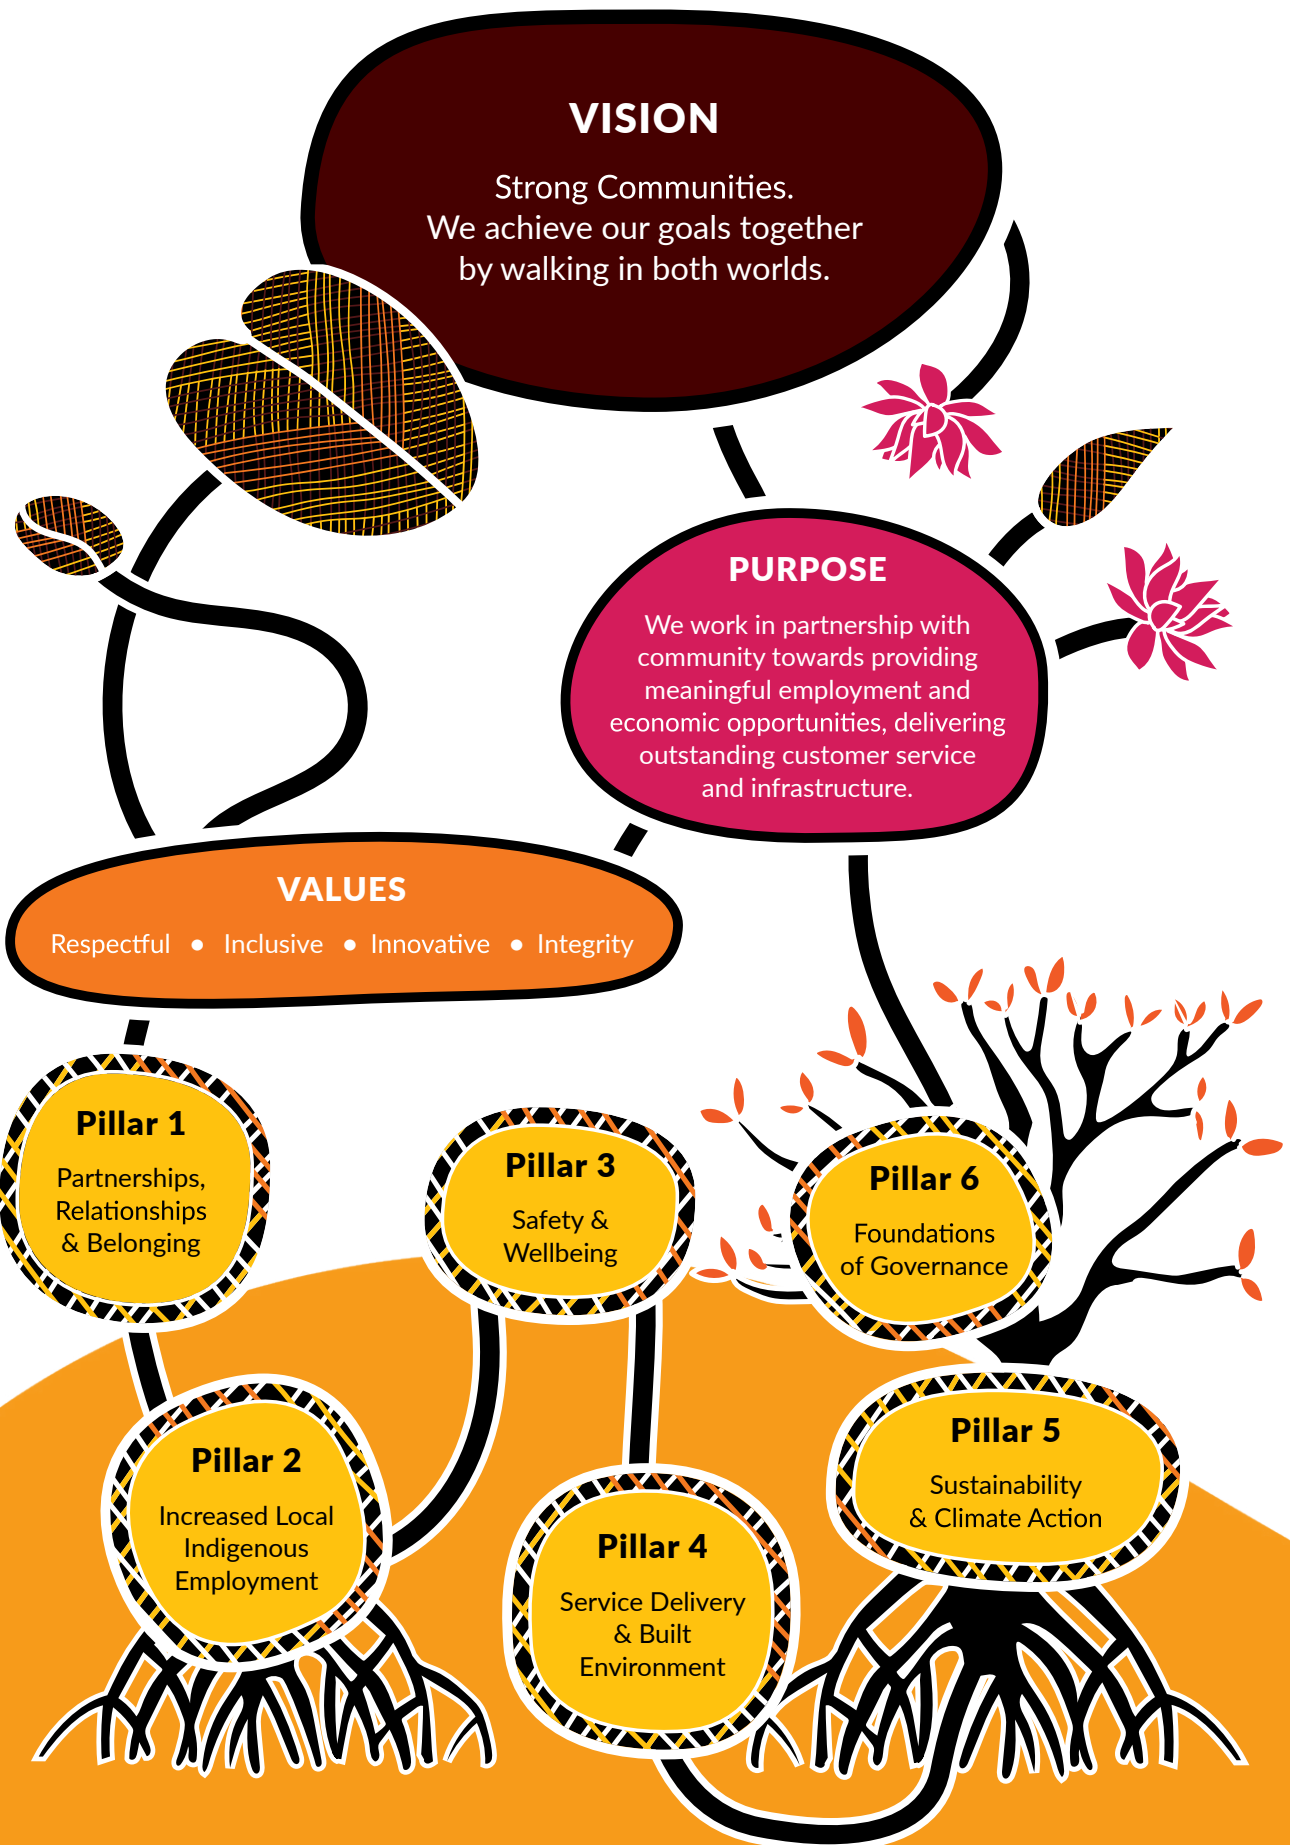 VISION
Strong Communities.
We achieve our goals together
by walking in both worlds.
PURPOSE
We work in partnership with
community towards providing
meaningful employment and
economic opportunities, delivering
outstanding customer service
and infrastructure.
VALUES
Respectful ● Inclusive ● Innovative ● Integrity
Pillar 1
Partnerships,
Relationships
& Belonging
Pillar 2
Increased Local
Indigenous
Employment
Pillar 3
Safety &
Wellbeing
Pillar 4
Service Delivery
& Built
Environment
Pillar 5
Sustainability
& Climate Action
Pillar 6
Foundations
of Governance